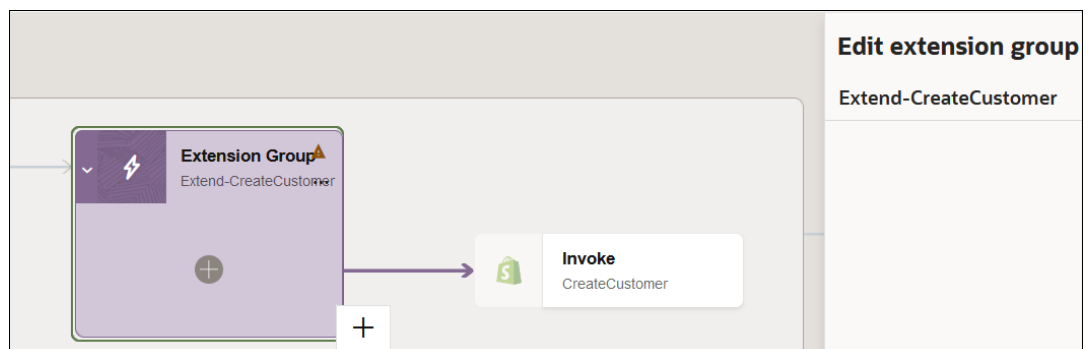 Edit extension group
Extend-CreateCustomer
Extension Group
Extend-CreateCustomer
Invoke
CreateCustomer